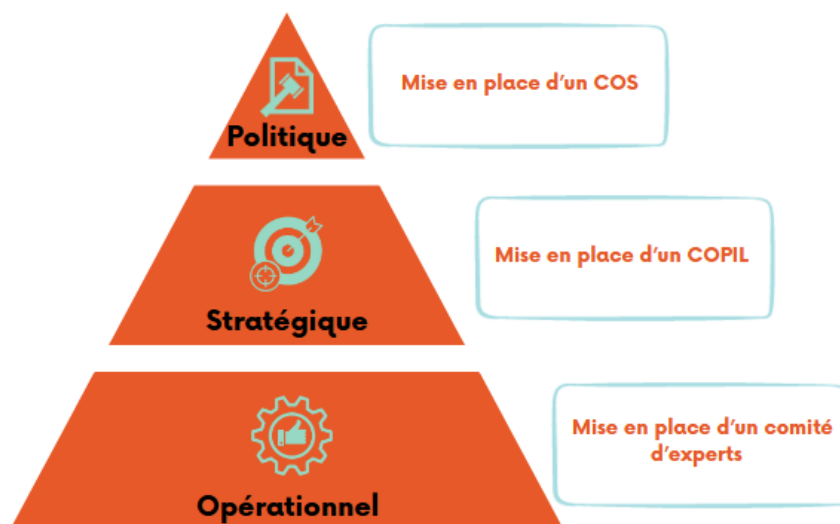 Mise en place d'un COS
Politique
Mise en place d'un COPIL
Stratégique
Mise en place d'un comité
d'experts
Opérationnel